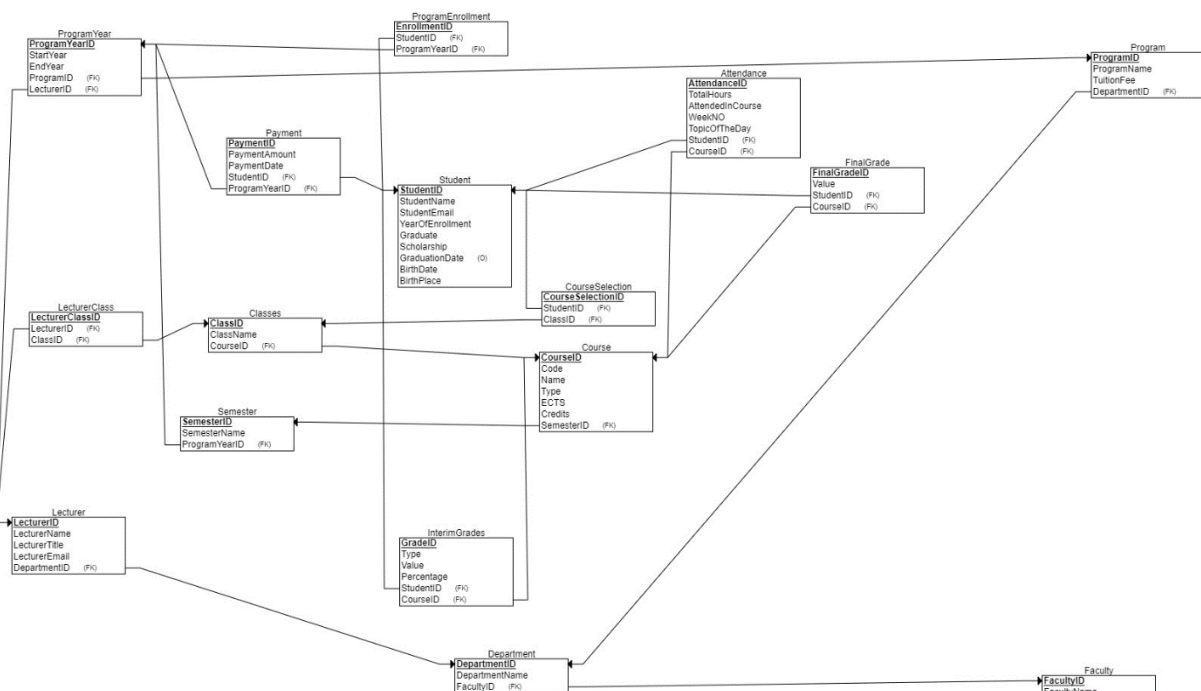 ProgramEnrollment
EnrollmentID
StudentID (FK)
ProgramYearID (FK)
ProgramYear
ProgramYearID
StartYear
EndYear
ProgramID (FK)
LecturerID (FK)
Program
ProgramID
ProgramName
TuitionFee
DepartmentID (FK)
Attendance
AttendanceID
TotalHours
AttendedInCourse
WeekNO
TopicOfTheDay
StudentID (FK)
CourseID (FK)
Payment
PaymentID
PaymentAmount
PaymentDate
StudentID (FK)
ProgramYearID (FK)
FinalGrade
FinalGradeID
Value
StudentID (FK)
CourseID (FK)
Student
StudentID
StudentName
StudentEmail
YearOfEnrollment
Graduate
Scholarship
GraduationDate (O)
BirthDate
BirthPlace
CourseSelection
CourseSelectionID
StudentID (FK)
ClassID (FK)
LecturerClass
LecturerClassID
LecturerID (FK)
ClassID (FK)
Classes
ClassID
ClassName
CourseID (FK)
Course
CourseID
Code
Name
Type
ECTS
Credits
SemesterID (FK)
Semester
SemesterID
SemesterName
ProgramYearID (FK)
Lecturer
LecturerID
LecturerName
LecturerTitle
LecturerEmail
DepartmentID (FK)
InterimGrades
GradeID
Type
Value
Percentage
StudentID (FK)
CourseID (FK)
Department
DepartmentID
DepartmentName
FacultyID (FK)
Faculty
FacultyID
FacultyName